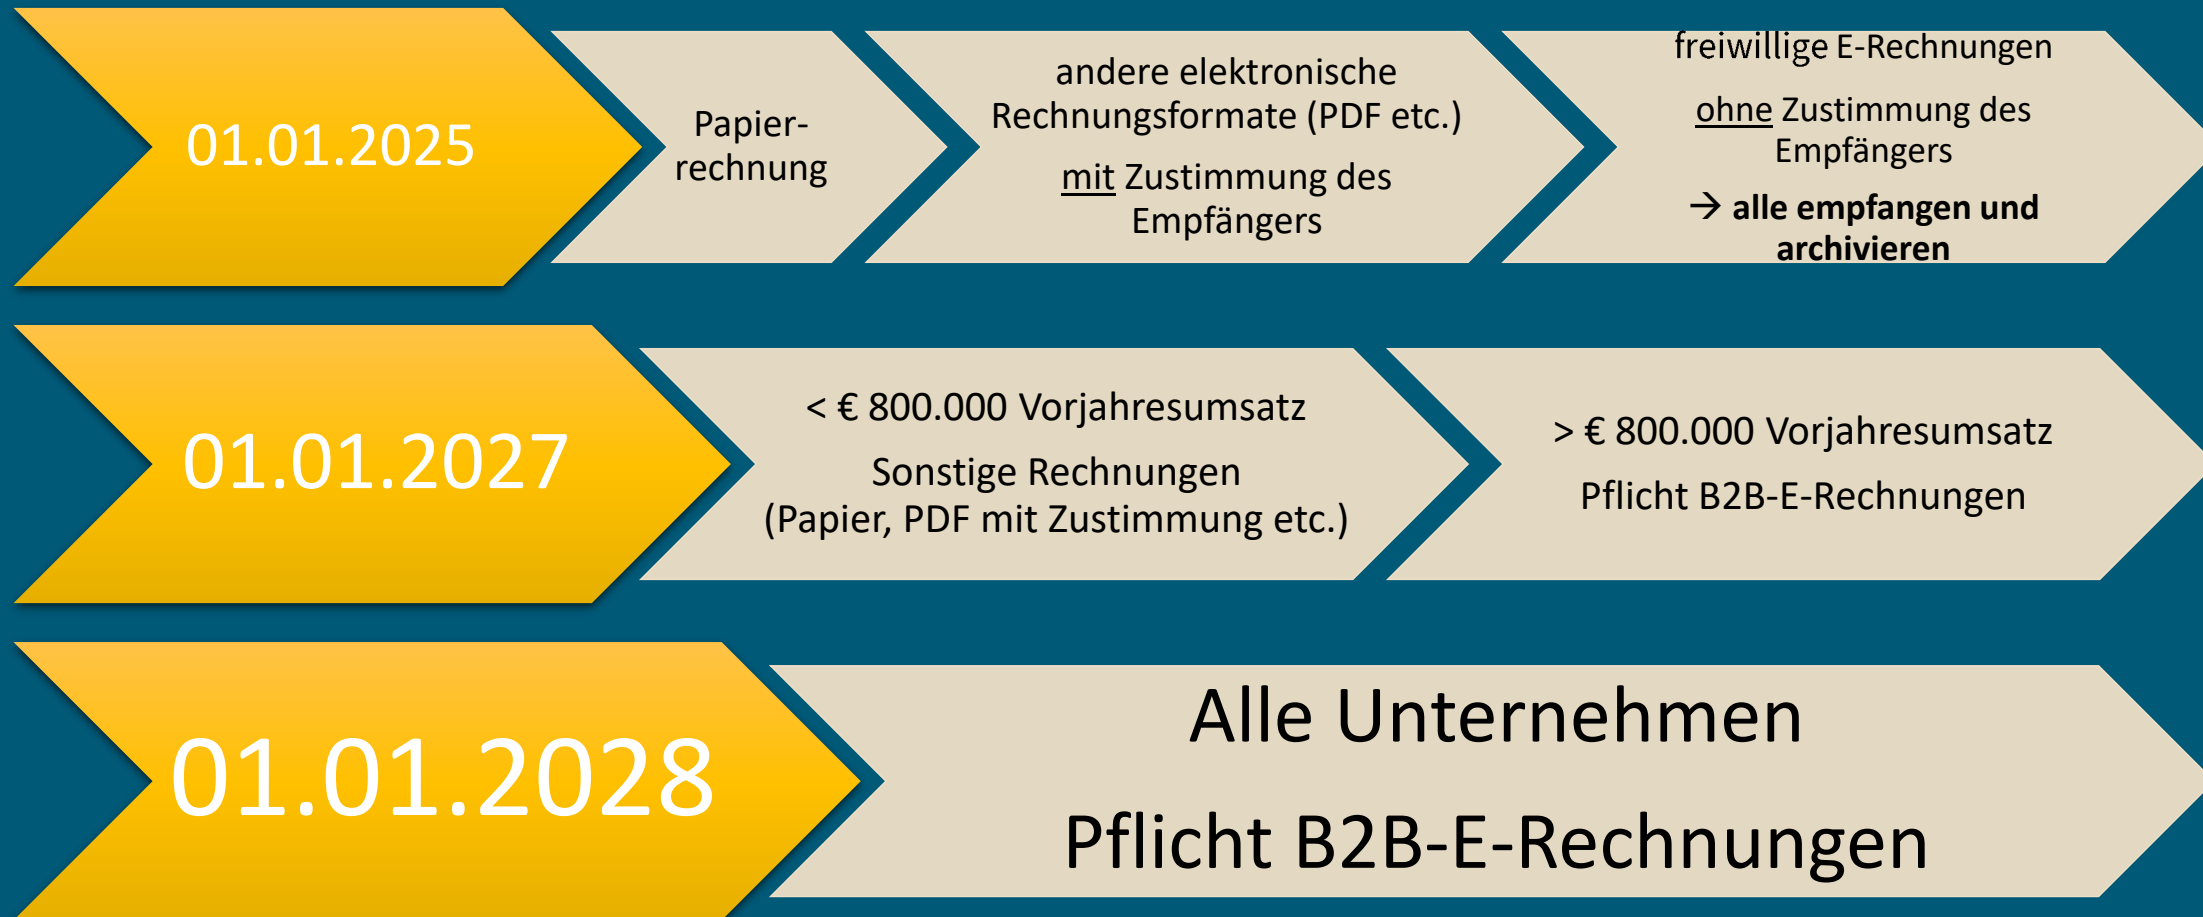 01.01.2025
Papier-
rechnung
andere elektronische
Rechnungsformate (PDF etc.)
mit Zustimmung des
Empfängers
freiwillige E-Rechnungen
ohne Zustimmung des
Empfängers
→ alle empfangen und
archivieren
01.01.2027
< € 800.000 Vorjahresumsatz
Sonstige Rechnungen
(Papier, PDF mit Zustimmung etc.)
> € 800.000 Vorjahresumsatz
Pflicht B2B-E-Rechnungen
01.01.2028
Alle Unternehmen
Pflicht B2B-E-Rechnungen